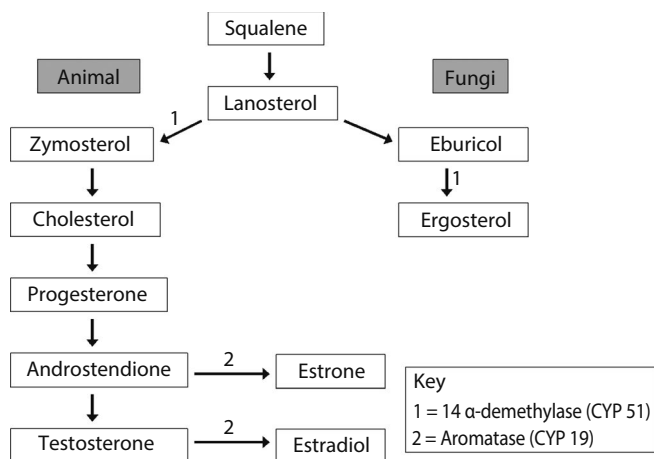 Squalene
Animal
Fungi
Lanosterol
1
Zymosterol
Eburicol
1
Cholesterol
Ergosterol
Progesterone
2
Androstendione
Estrone
Key
1 = 14 α-demethylase (CYP 51)
2 = Aromatase (CYP 19)
2
Testosterone
Estradiol